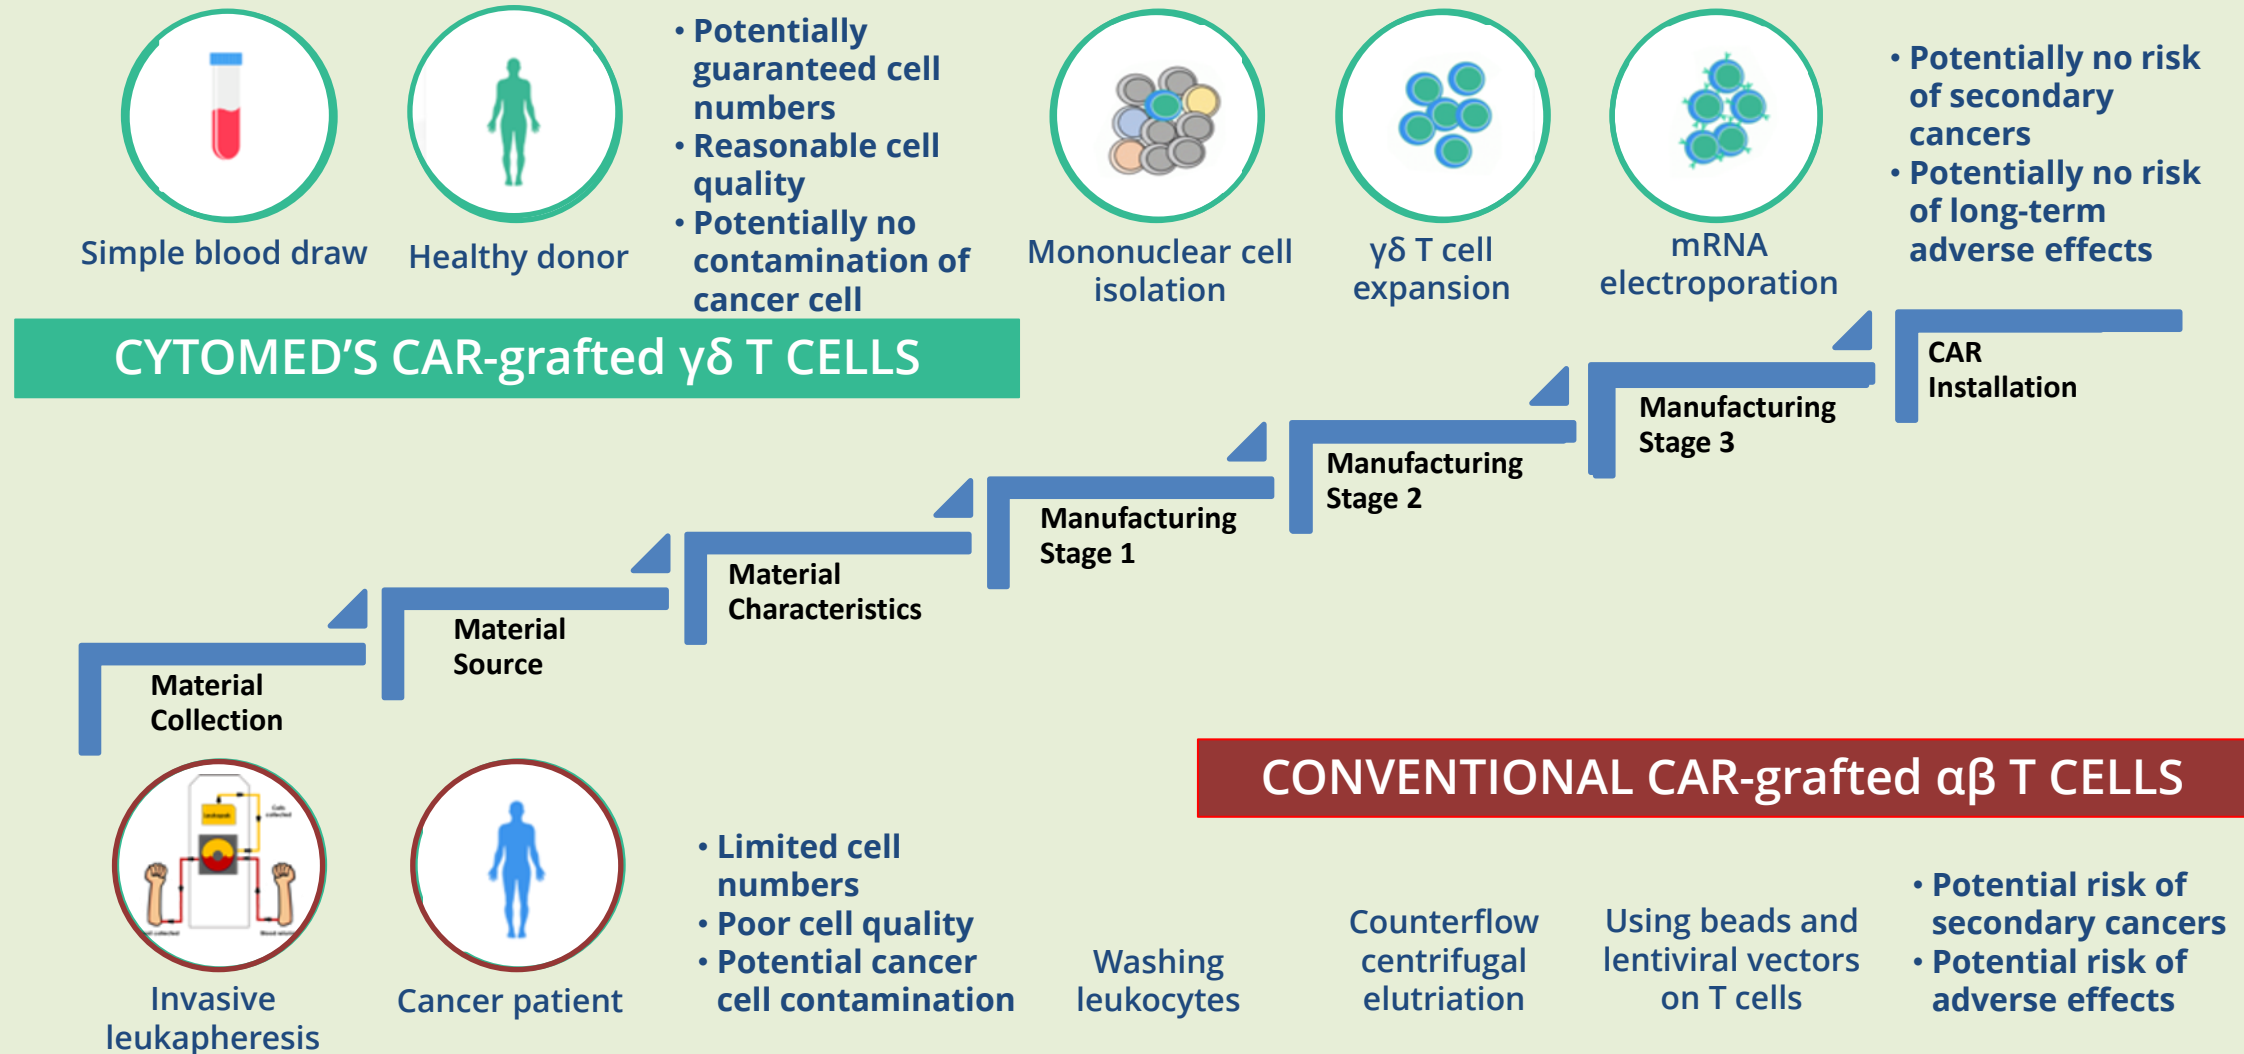 Simple blood draw
Healthy donor
• Potentially
guaranteed cell
numbers
• Reasonable cell
quality
• Potentially no
contamination of
cancer cell
Mononuclear cell
isolation
γδ T cell
expansion
mRNA
electroporation
• Potentially no risk
of secondary
cancers
• Potentially no risk
of long-term
adverse effects
CYTOMED'S CAR-grafted γδ T CELLS
CAR
Installation
Manufacturing
Stage 3
Manufacturing
Stage 2
Manufacturing
Stage 1
Material
Characteristics
Material
Source
Material
Collection
CONVENTIONAL CAR-grafted αβ T CELLS
Cells
collected
Invasive
leukapheresis
Cancer patient
• Limited cell
numbers
• Poor cell quality
• Potential cancer
cell contamination
Washing
leukocytes
Counterflow
centrifugal
elutriation
Using beads and
lentiviral vectors
on T cells
• Potential risk of
secondary cancers
• Potential risk of
adverse effects